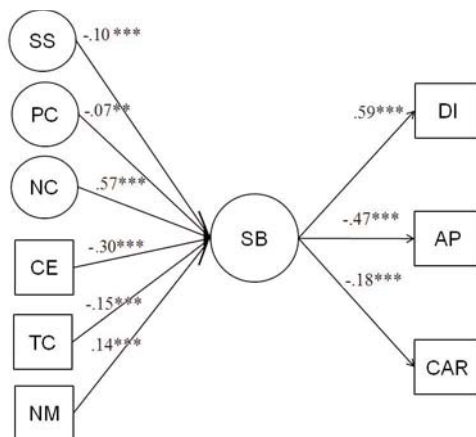 SS
-.10***
PC
-.07**
NC
.57***
CE
-.30***
TC
-.15***
NM
.14***
SB
.59***
DI
-.47***
AP
-.18***
CAR